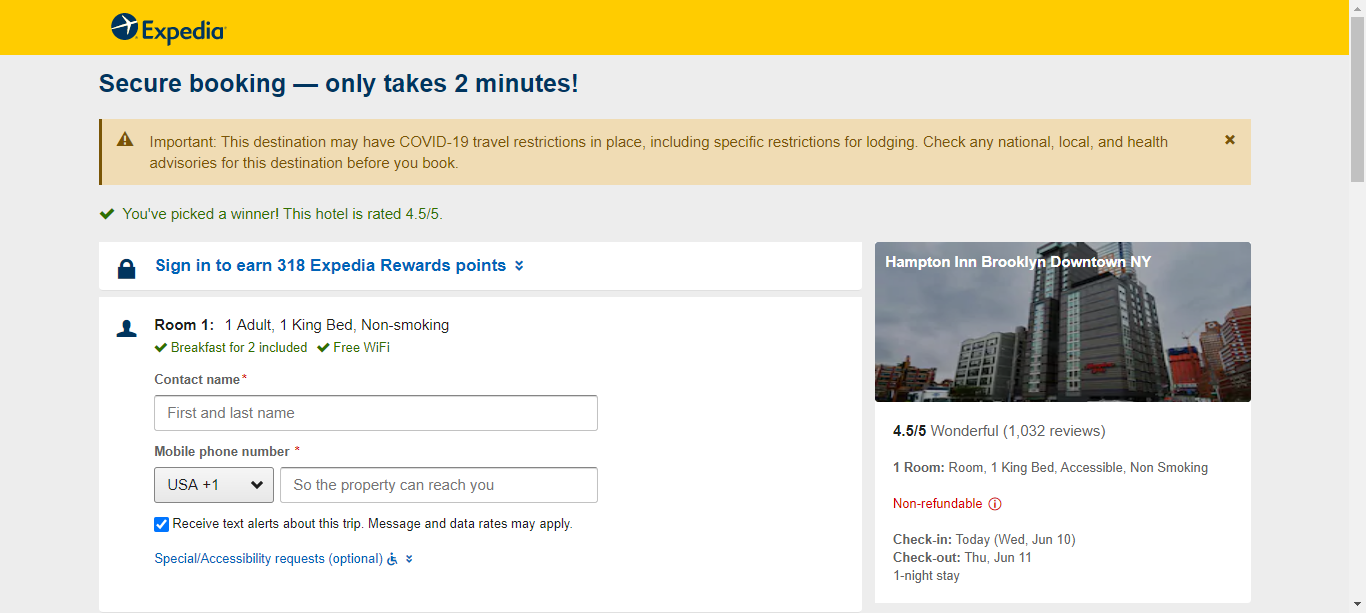 Expedia
Secure booking — only takes 2 minutes!
Important: This destination may have COVID-19 travel restrictions in place, including specific restrictions for lodging. Check any national, local, and health
advisories for this destination before you book.
You've picked a winner! This hotel is rated 4.5/5.
Sign in to earn 318 Expedia Rewards points
Room 1: 1 Adult, 1 King Bed, Non-smoking
Breakfast for 2 included Free WiFi
Contact name*
First and last name
Mobile phone number *
USA +1 So the property can reach you
Receive text alerts about this trip. Message and data rates may apply.
Special/Accessibility requests (optional)
Hampton Inn Brooklyn Downtown NY
4.5/5 Wonderful (1,032 reviews)
1 Room: Room, 1 King Bed, Accessible, Non Smoking
Non-refundable
Check-in: Today (Wed, Jun 10)
Check-out: Thu, Jun 11
1-night stay